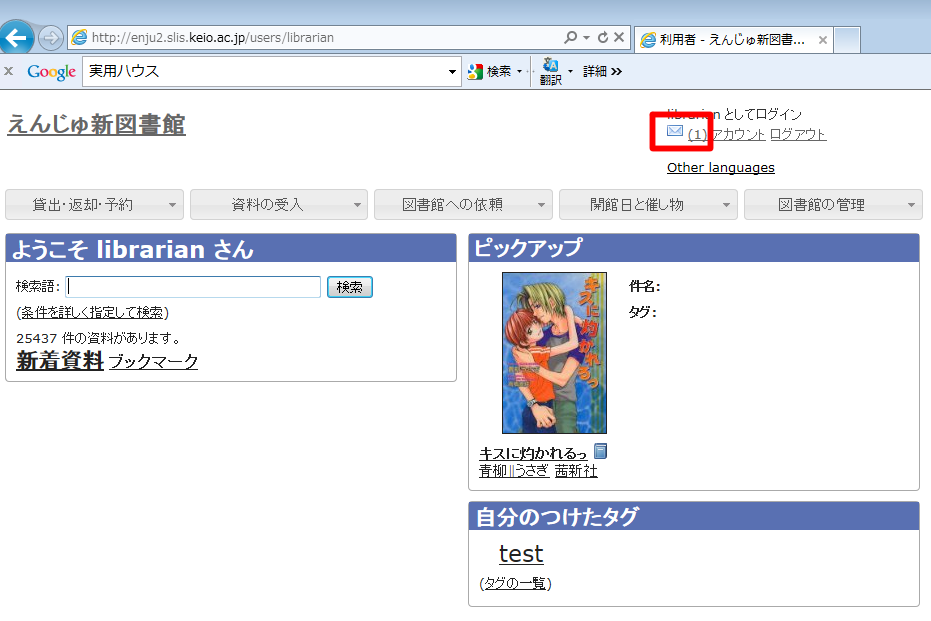 http://enju2.slis.keio.ac.jp/users/librarian
利用者 - えんじゅ新図書...
x Google 実用ハウス 検索 翻訳 詳細 »
えんじゅ新図書館
librarian としてログイン
(1) アカウント ログアウト
Other languages
貸出・返却・予約 資料の受入 図書館への依頼 開館日と催し物 図書館の管理
ようこそ librarian さん
検索語: 検索
(条件を詳しく指定して検索)
25437 件の資料があります。
新着資料 ブックマーク
ピックアップ
キスに灼かれるっ
件名:
タグ:
キスに灼かれるっ
青柳||うさぎ 茜新社
自分のつけたタグ
test
(タグの一覧)